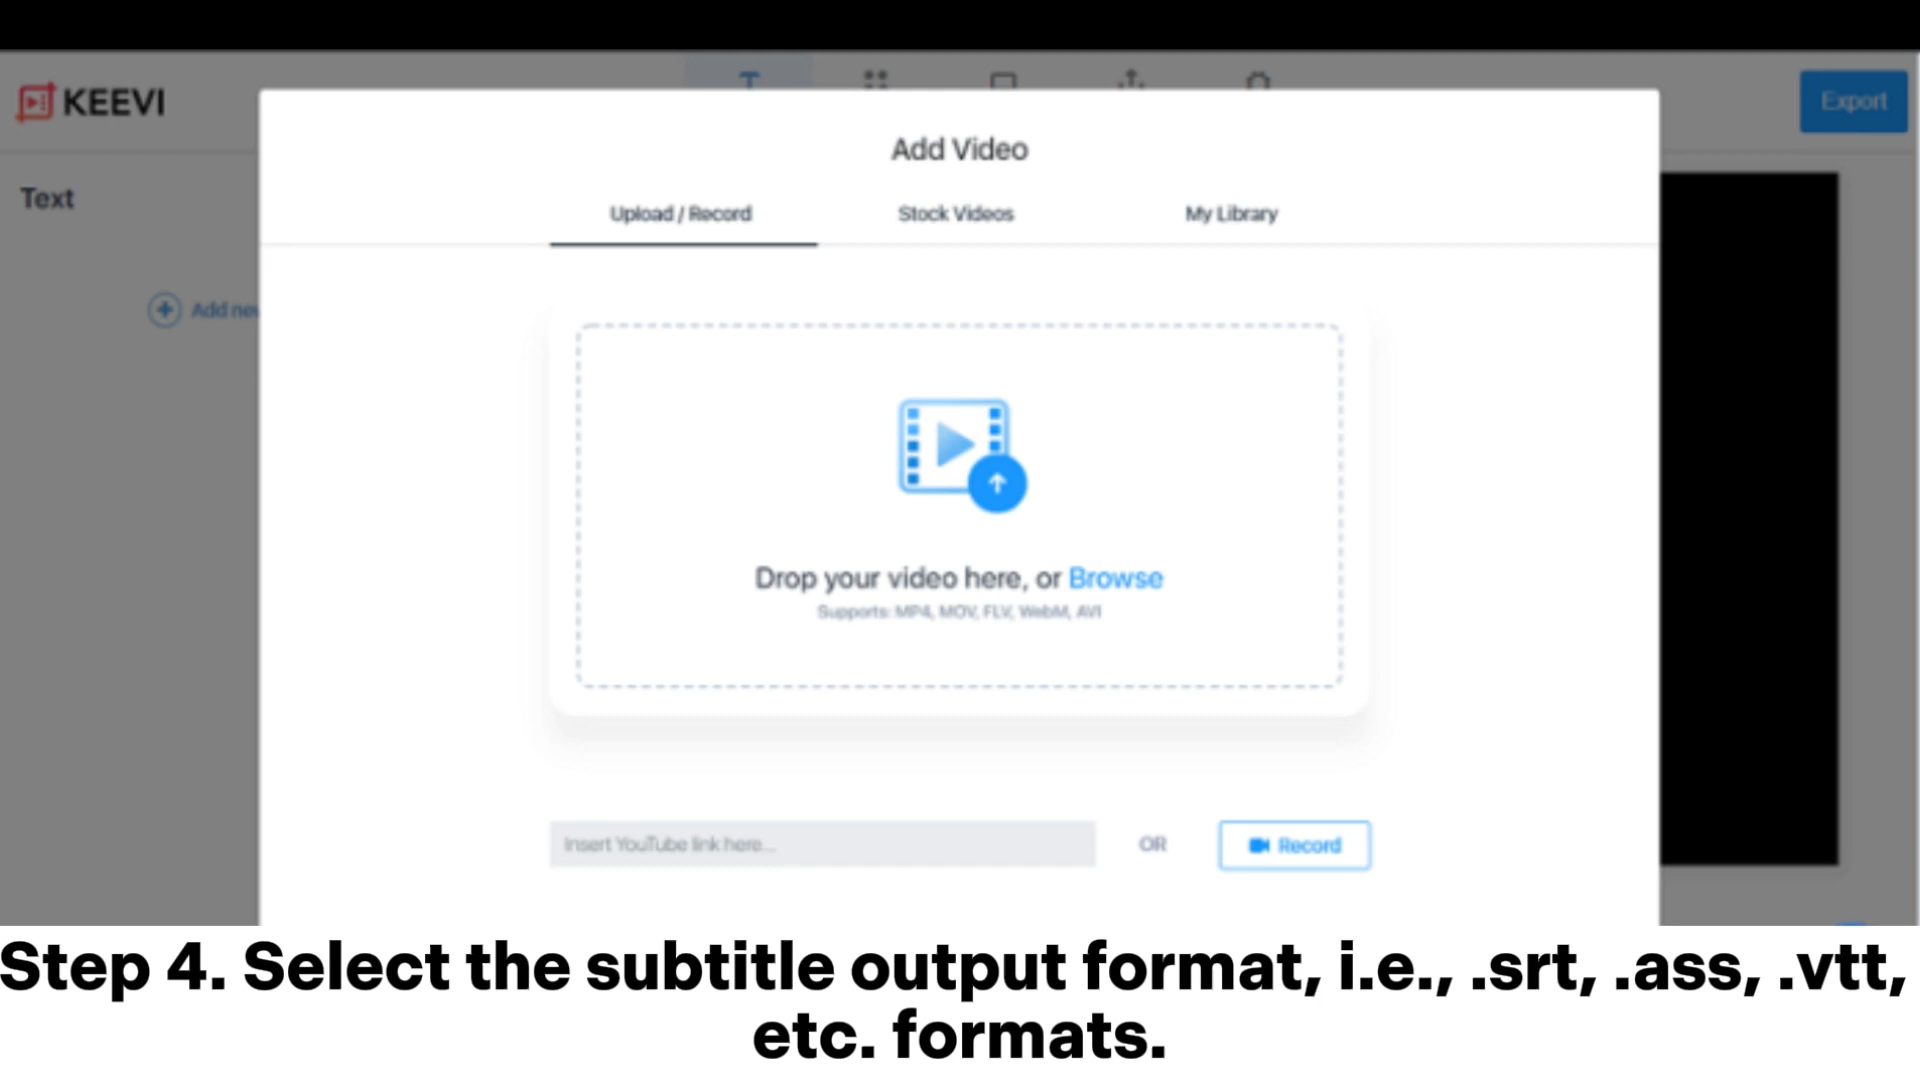 KEEVI
Export
Add Video
Text
Upload / Record
Stock Videos
My Library
Add
Drop your video here, or Browse
Supports: MP4, MOV, FLV, WebM, AVI
Insert YouTube link here...
OR
Record
Step 4. Select the subtitle output format, i.e., .srt, .ass, .vtt,
etc. formats.